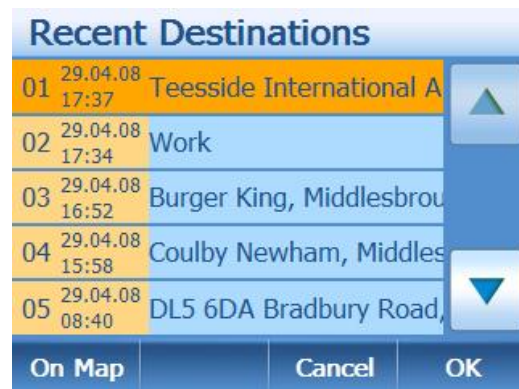 Recent Destinations
01 29.04.08 17:37 Teesside International A
02 29.04.08 17:34 Work
03 29.04.08 16:52 Burger King, Middlesbrou
04 29.04.08 15:58 Coulby Newham, Middles
05 29.04.08 08:40 DL5 6DA Bradbury Road,
On Map Cancel OK